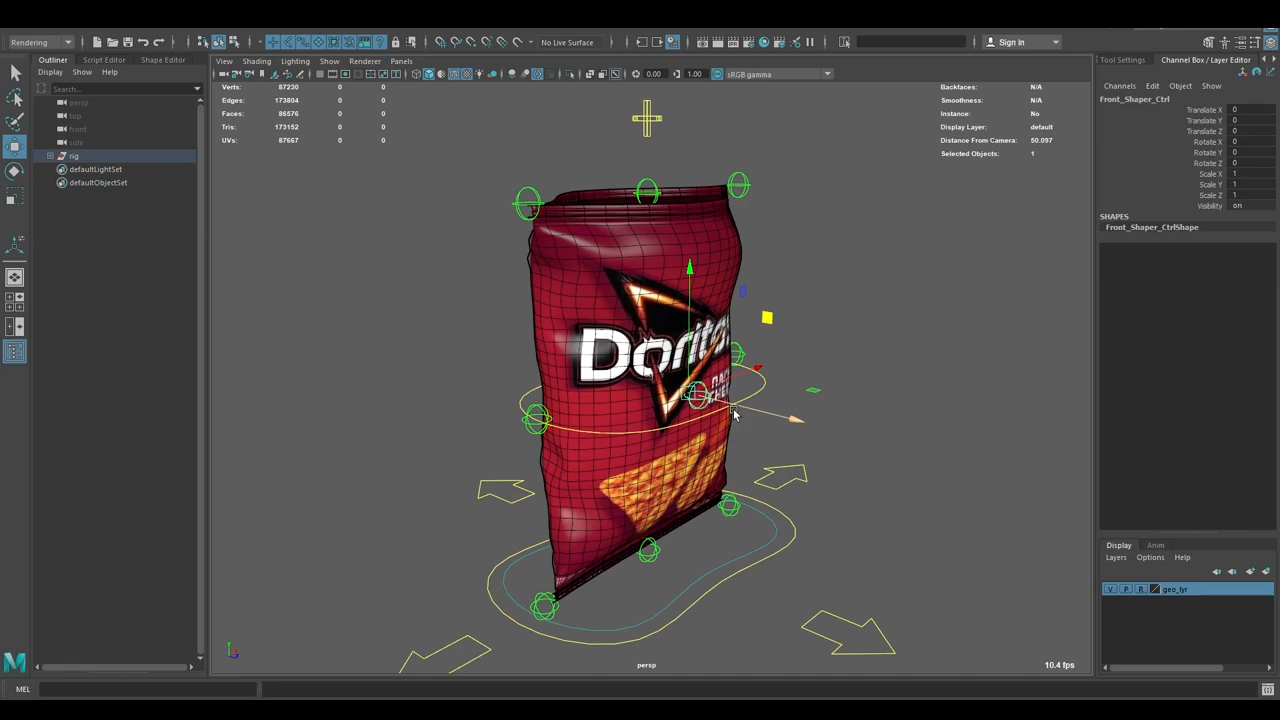 Rendering
No Live Surface
Sign In
Outliner Shape Editor
Display Show Help
Search...
persp
top
front
side
rig
defaultLightSet
defaultObjectSet
View Shading Lighting Show Renderer Panels
0.00 1.00 sRGB gamma
Verts: 87230 0 0
Edges: 173804 0 0
Faces: 86576 0 0
Tris: 173152 0 0
UVs: 87667 0 0
Backfaces: N/A
Smoothness: N/A
Instance: No
Display Layer: default
Distance From Camera: 50.097
Selected Objects: 1
Doritos
persp
10.4 fps
Tool Settings Channel Box / Layer Editor
Channels Edit Object Show
Front_Shaper_Ctrl
Translate X 0
Translate Y 0
Translate Z 0
Rotate X 0
Rotate Y 0
Rotate Z 0
Scale X 1
Scale Y 1
Scale Z 1
Visibility on
SHAPES
Front_Shaper_CtrlShape
Display Anim
Layers Options Help
V P R geo_lyr
MEL